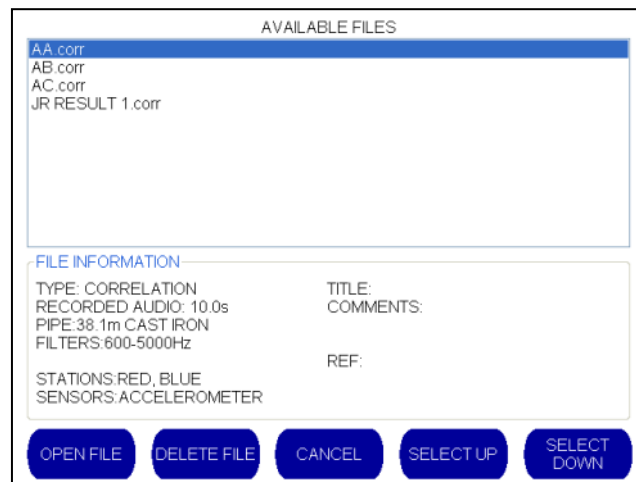 AVAILABLE FILES
AA.corr
AB.corr
AC.corr
JR RESULT 1.corr
FILE INFORMATION
TYPE: CORRELATION
RECORDED AUDIO: 10.0s
PIPE:38.1m CAST IRON
FILTERS:600-5000Hz
STATIONS:RED, BLUE
SENSORS:ACCELEROMETER
TITLE:
COMMENTS:
REF:
OPEN FILE
DELETE FILE
CANCEL
SELECT UP
SELECT
DOWN